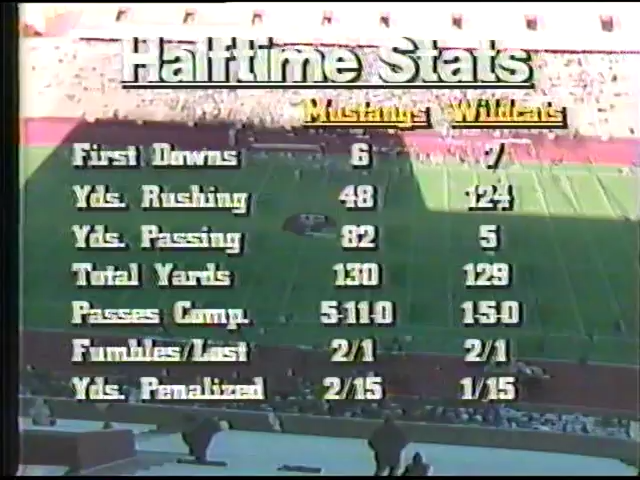 Halftime Stats
Mustangs Wildcats
First Downs 6 7
Yds. Rushing 48 124
Yds. Passing 82 5
Total Yards 130 129
Passes Comp. 5-11-0 1-5-0
Fumbles/Lost 2/1 2/1
Yds. Penalized 2/15 1/15